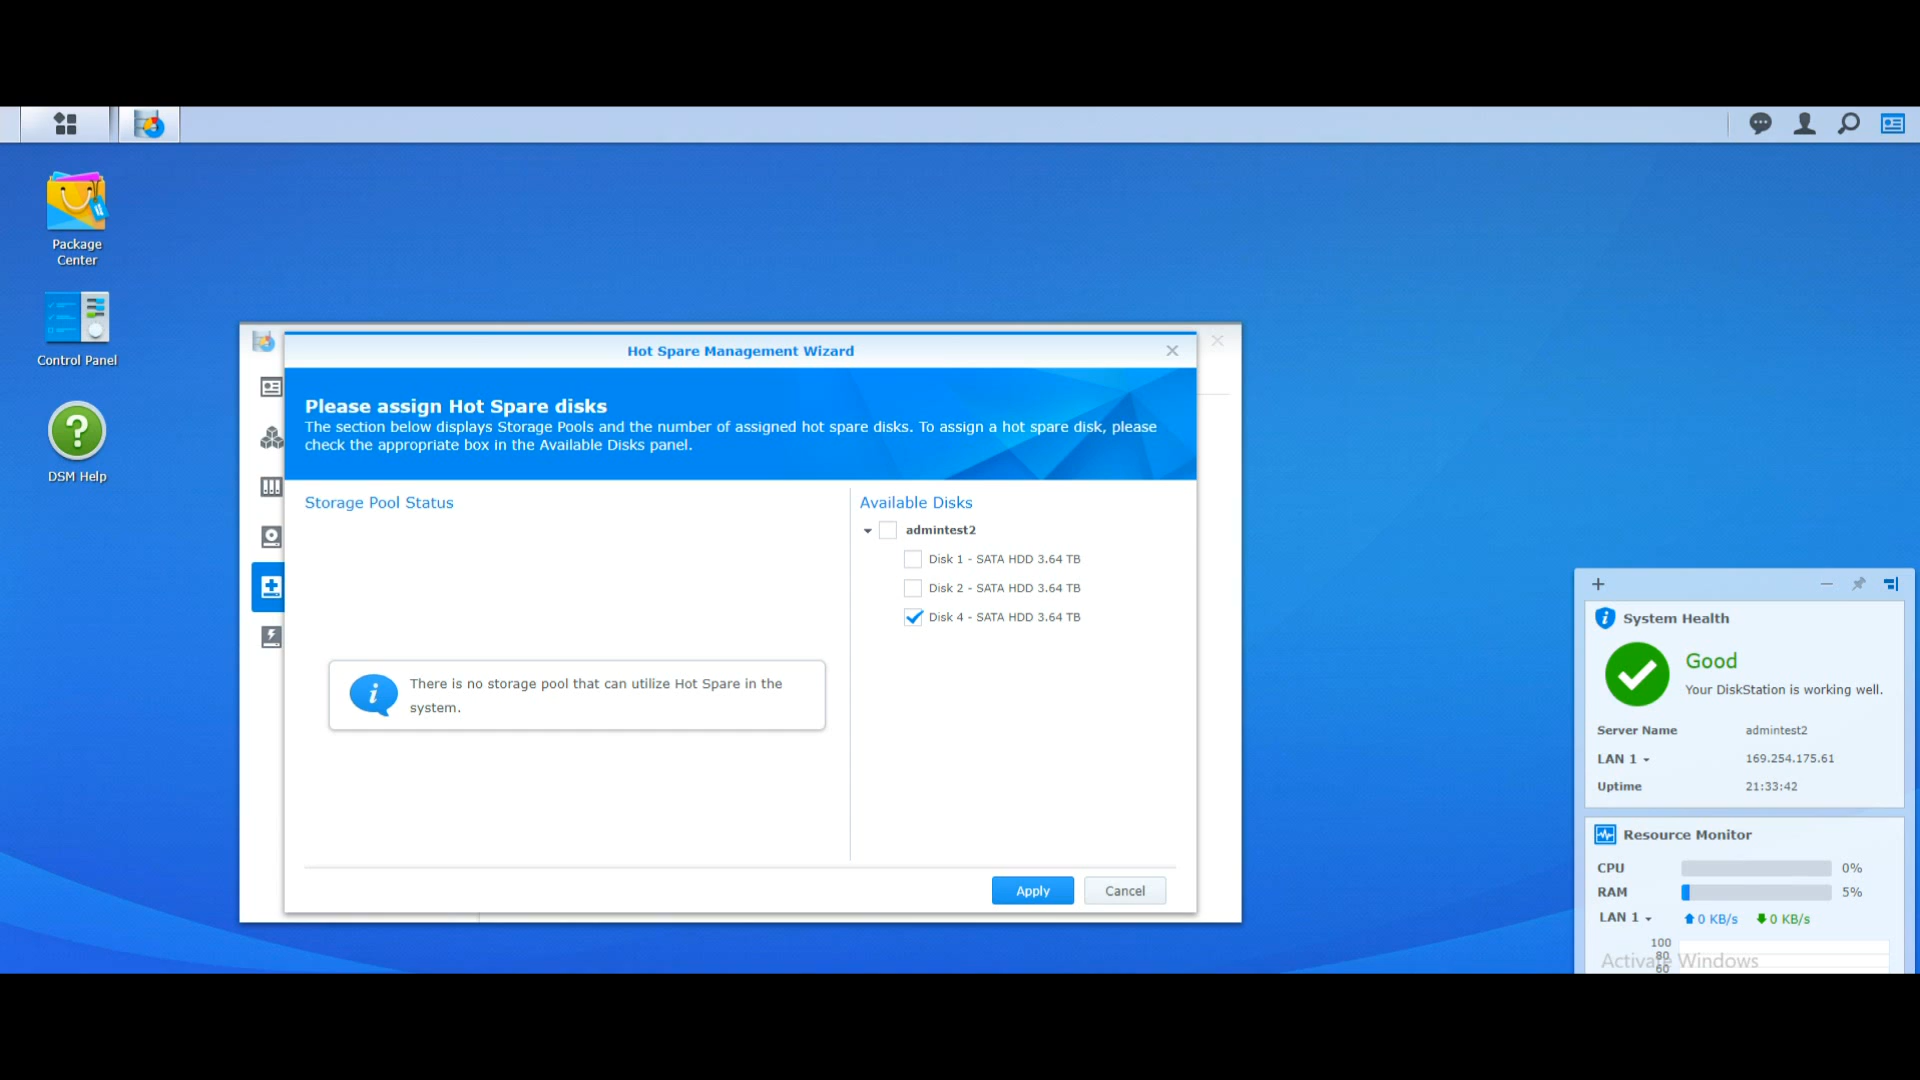 Package
Center
Control Panel
DSM Help
Hot Spare Management Wizard
Please assign Hot Spare disks
The section below displays Storage Pools and the number of assigned hot spare disks. To assign a hot spare disk, please
check the appropriate box in the Available Disks panel.
Storage Pool Status
There is no storage pool that can utilize Hot Spare in the
system.
Available Disks
admintest2
Disk 1 - SATA HDD 3.64 TB
Disk 2 - SATA HDD 3.64 TB
Disk 4 - SATA HDD 3.64 TB
Apply
Cancel
System Health
Good
Your DiskStation is working well.
Server Name admintest2
LAN 1 169.254.175.61
Uptime 21:33:42
Resource Monitor
CPU 0%
RAM 5%
LAN 1 0 KB/s 0 KB/s
100
80
60
Activate Windows